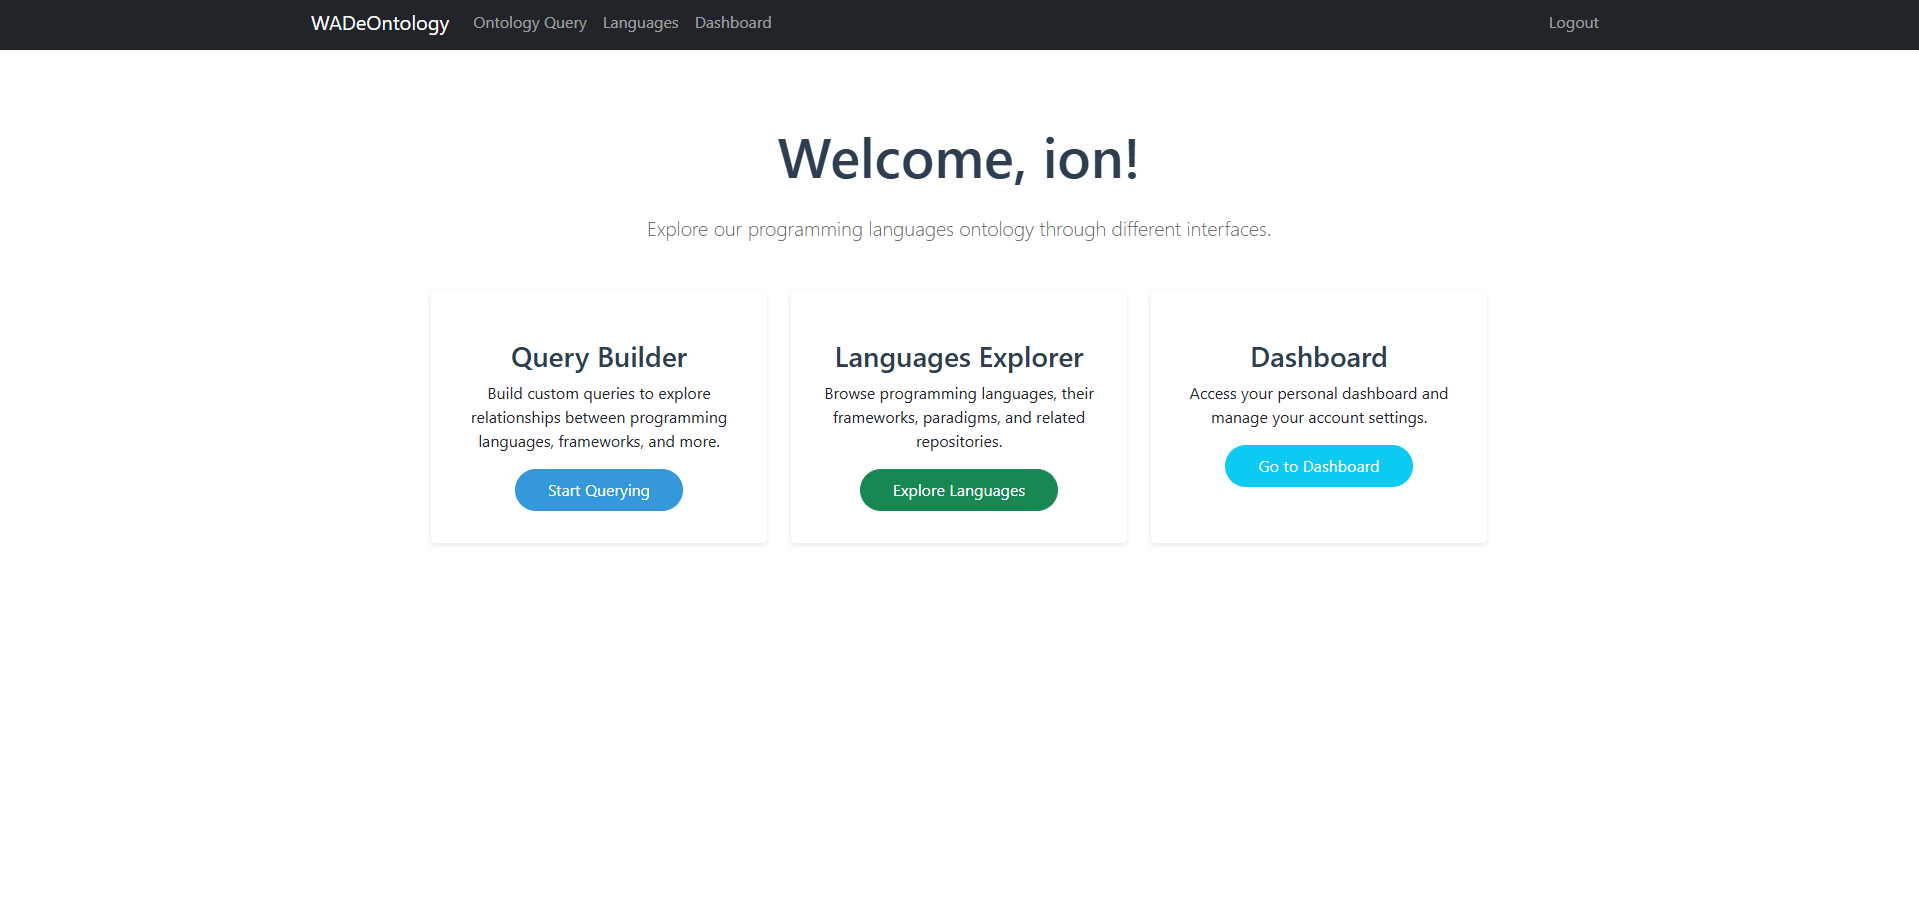 WADeOntology Ontology Query Languages Dashboard Logout
Welcome, ion!
Explore our programming languages ontology through different interfaces.
Query Builder
Build custom queries to explore
relationships between programming
languages, frameworks, and more.
Start Querying
Languages Explorer
Browse programming languages, their
frameworks, paradigms, and related
repositories.
Explore Languages
Dashboard
Access your personal dashboard and
manage your account settings.
Go to Dashboard